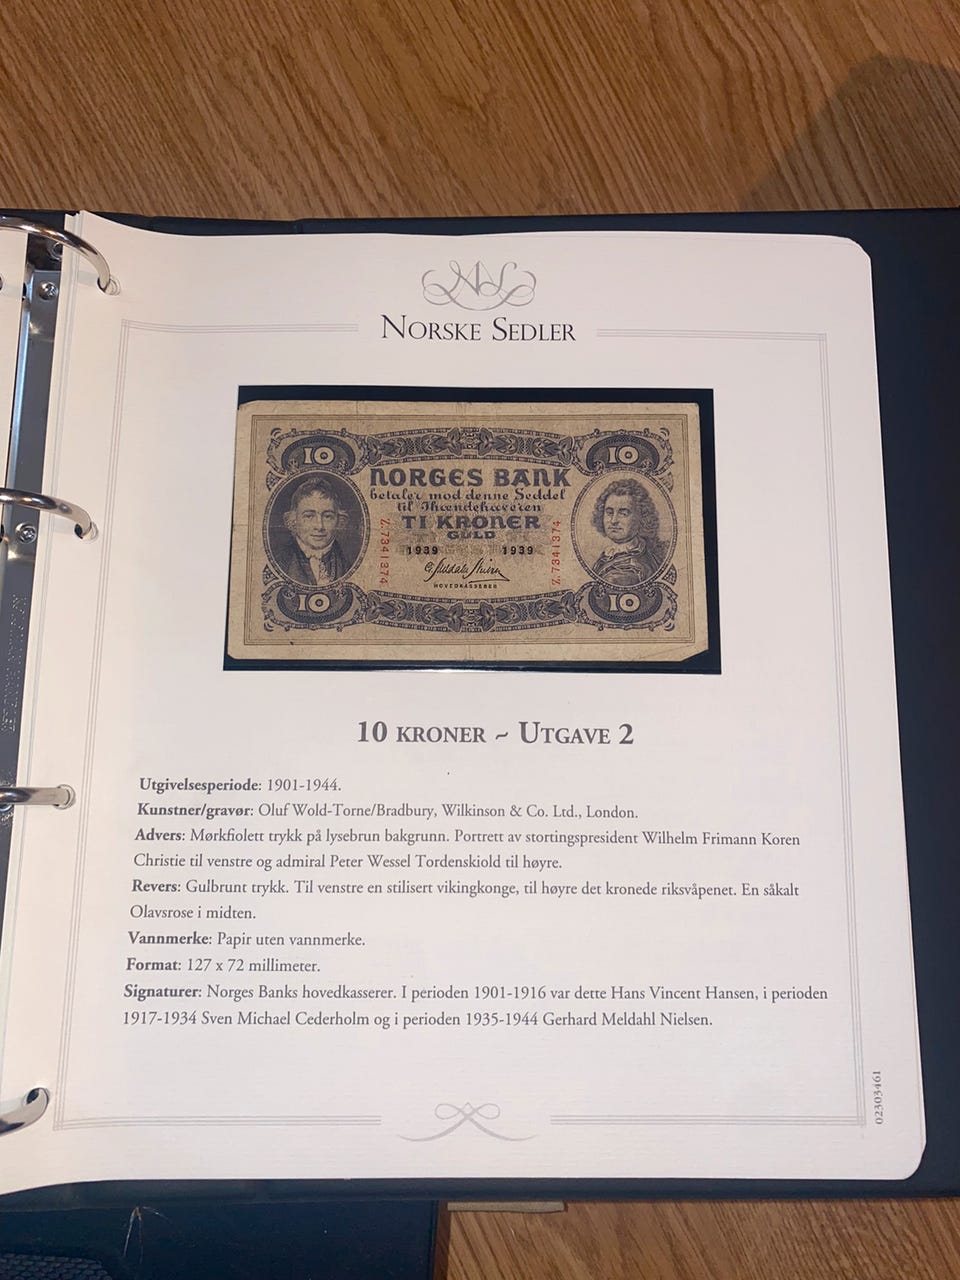 NORSKE SEDLER
10 10
NORGES BANK
betaler mod denne Seddel
til Ihændehaveren
TI KRONER
GULD
1939 1939
HOVEDKASSERER
Z.7341374
Z.7341374
10 10
10 KRONER ~ UTGAVE 2
Utgivelsesperiode: 1901-1944.
Kunstner/gravør: Oluf Wold-Torne/Bradbury, Wilkinson & Co. Ltd., London.
Advers: Mørkfiolett trykk på lysebrun bakgrunn. Portrett av stortingspresident Wilhelm Frimann Koren
Christie til venstre og admiral Peter Wessel Tordenskiold til høyre.
Revers: Gulbrunt trykk. Til venstre en stilisert vikingkonge, til høyre det kronede riksvåpenet. En såkalt
Olavsrose i midten.
Vannmerke: Papir uten vannmerke.
Format: 127 x 72 millimeter.
Signaturer: Norges Banks hovedkasserer. I perioden 1901-1916 var dette Hans Vincent Hansen, i perioden
1917-1934 Sven Michael Cederholm og i perioden 1935-1944 Gerhard Meldahl Nielsen.
02303461